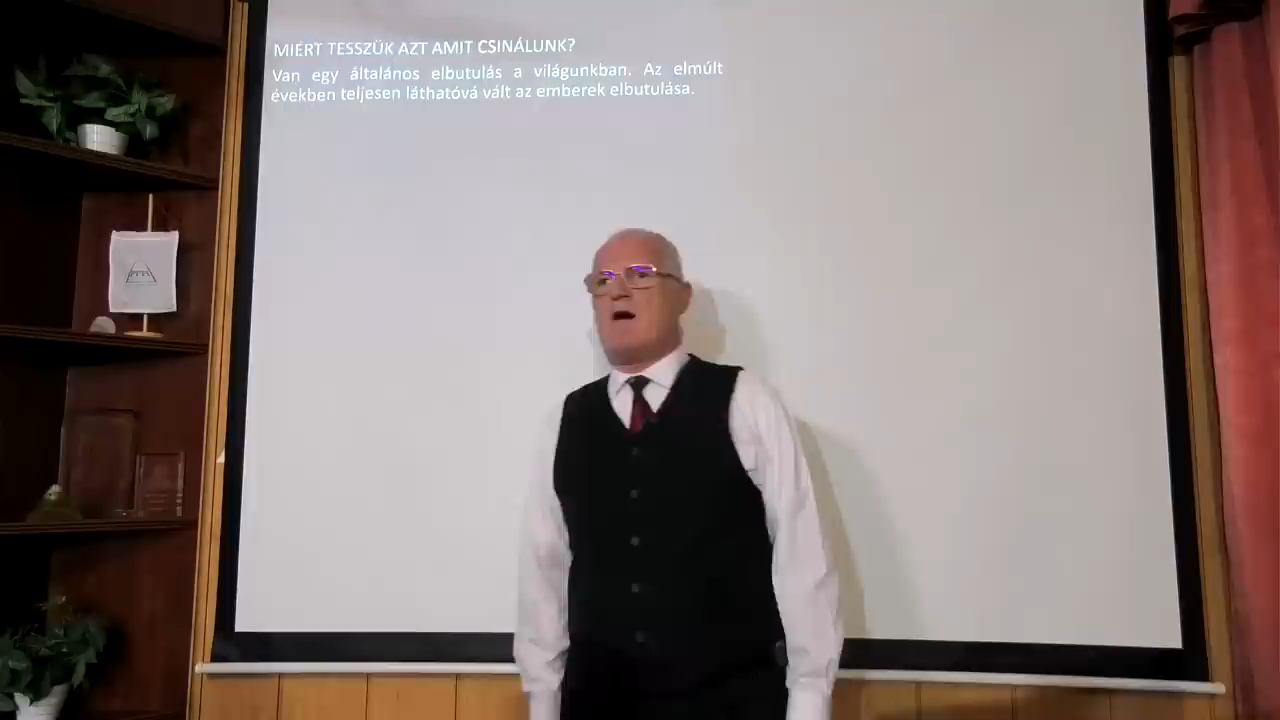 MIÉRT TESSZÜK AZT AMIT CSINÁLUNK?
Van egy általános elbutulás a világunkban. Az elmúlt
években teljesen láthatóvá vált az emberek elbutulása.